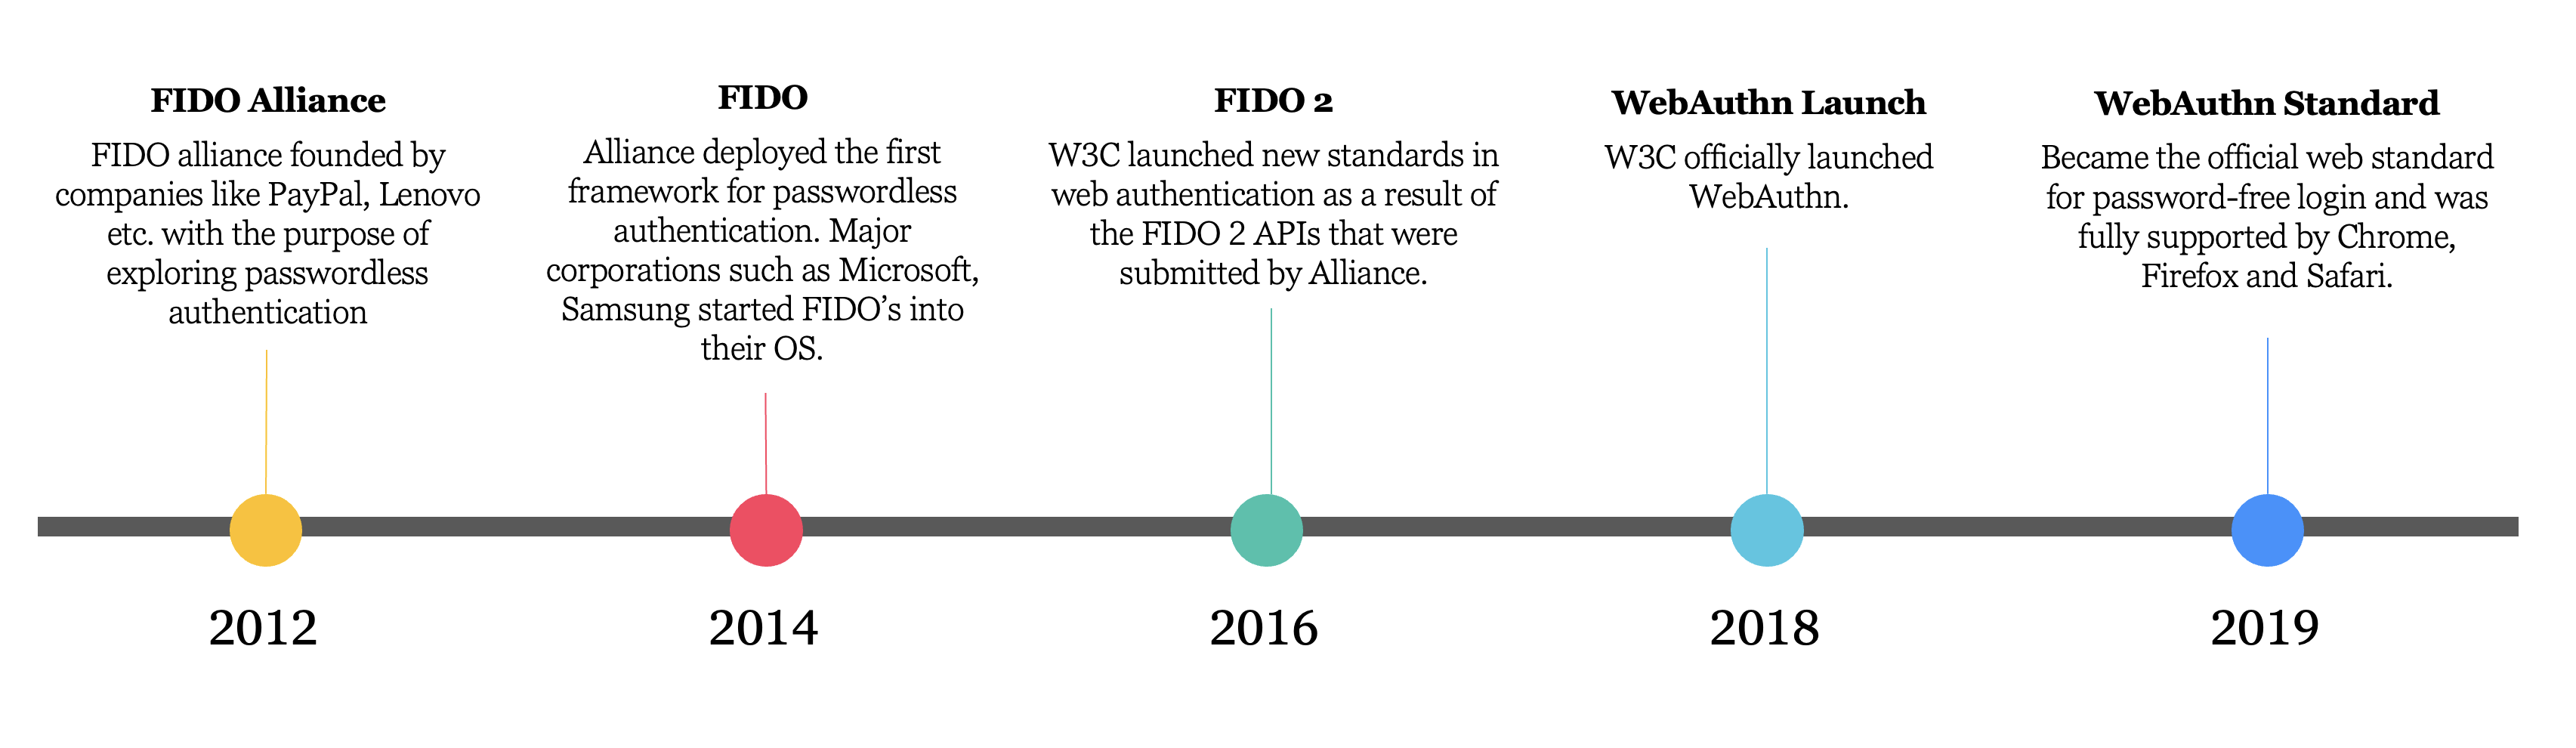 FIDO Alliance
FIDO alliance founded by
companies like PayPal, Lenovo
etc. with the purpose of
exploring passwordless
authentication
FIDO
Alliance deployed the first
framework for passwordless
authentication. Major
corporations such as Microsoft,
Samsung started FIDO’s into
their OS.
FIDO 2
W3C launched new standards in
web authentication as a result of
the FIDO 2 APIs that were
submitted by Alliance.
WebAuthn Launch
W3C officially launched
WebAuthn.
WebAuthn Standard
Became the official web standard
for password-free login and was
fully supported by Chrome,
Firefox and Safari.
2012
2014
2016
2018
2019